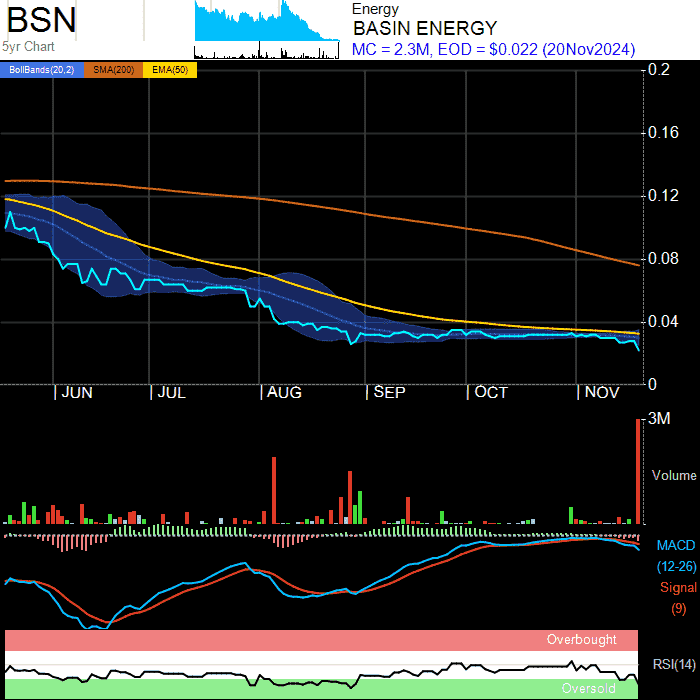 BSN
5yr Chart
Energy
BASIN ENERGY
MC = 2.3M, EOD = $0.022 (20Nov2024)
BollBands(20,2) SMA(200) EMA(50)
0.2
0.16
0.12
0.08
0.04
0
JUN JUL AUG SEP OCT NOV
3M
Volume
MACD
(12-26)
Signal
(9)
Overbought
RSI(14)
Oversold